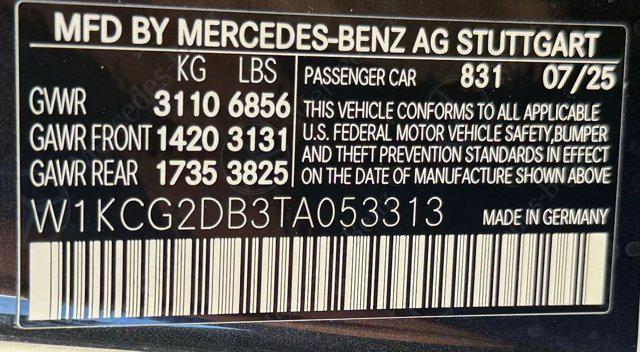 MFD BY MERCEDES-BENZ AG STUTTGART
KG LBS
PASSENGER CAR 831 07/25
GVWR 3110 6856
GAWR FRONT 1420 3131
GAWR REAR 1735 3825
THIS VEHICLE CONFORMS TO ALL APPLICABLE
U.S. FEDERAL MOTOR VEHICLE SAFETY,BUMPER
AND THEFT PREVENTION STANDARDS IN EFFECT
ON THE DATE OF MANUFACTURE SHOWN ABOVE
W1KCG2DB3TA053313
MADE IN GERMANY